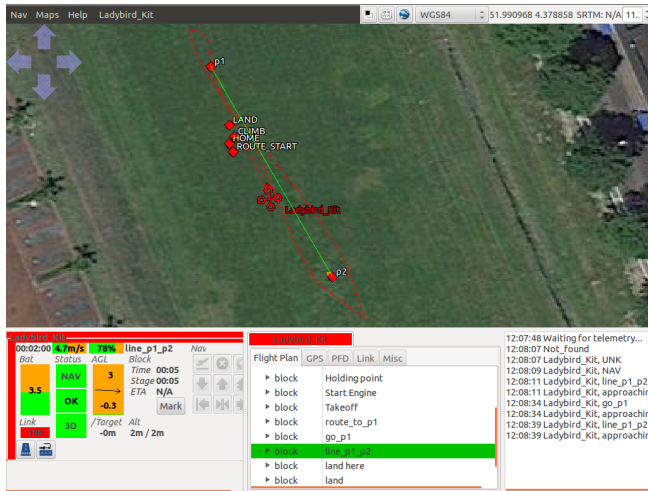 Nav Maps Help Ladybird_Kit WGS84 51.990968 4.378858 SRTM: N/A 11.
p1
LAND
CLIMB
HOME
ROUTE_START
Ladybird_Kit
p2
Ladybird_Kit
00:02:00 4.7m/s 78% line_p1_p2 Nav
Bat Status AGL Block
Time 00:05
Stage 00:05
ETA N/A
NAV 3
3.5 OK
Mark
-0.3
Link 3D /Target Alt
-0m 2m / 2m
Ladybird_Kit
Flight Plan GPS PFD Link Misc
block Holding point
block Start Engine
block Takeoff
block route_to_p1
block go_p1
block line_p1_p2
block land here
block land
12:07:48 Waiting for telemetry...
12:08:07 Not_found
12:08:07 Ladybird_Kit, UNK
12:08:09 Ladybird_Kit, NAV
12:08:11 Ladybird_Kit, line_p1_p2
12:08:11 Ladybird_Kit, approachin
12:08:34 Ladybird_Kit, go_p1
12:08:34 Ladybird_Kit, approachin
12:08:39 Ladybird_Kit, line_p1_p2
12:08:39 Ladybird_Kit, approachin